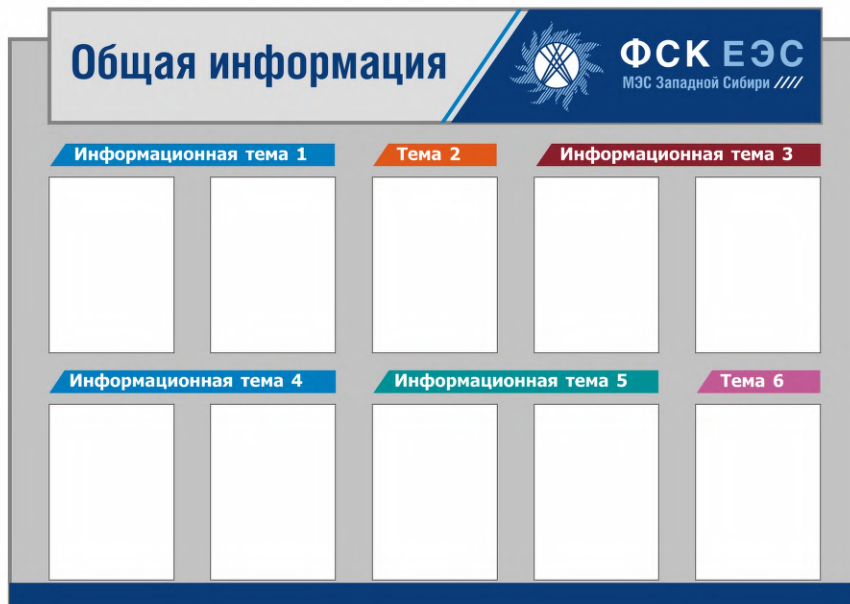 Общая информация
ФСК ЕЭС
МЭС Западной Сибири ////
Информационная тема 1
Тема 2
Информационная тема 3
Информационная тема 4
Информационная тема 5
Тема 6